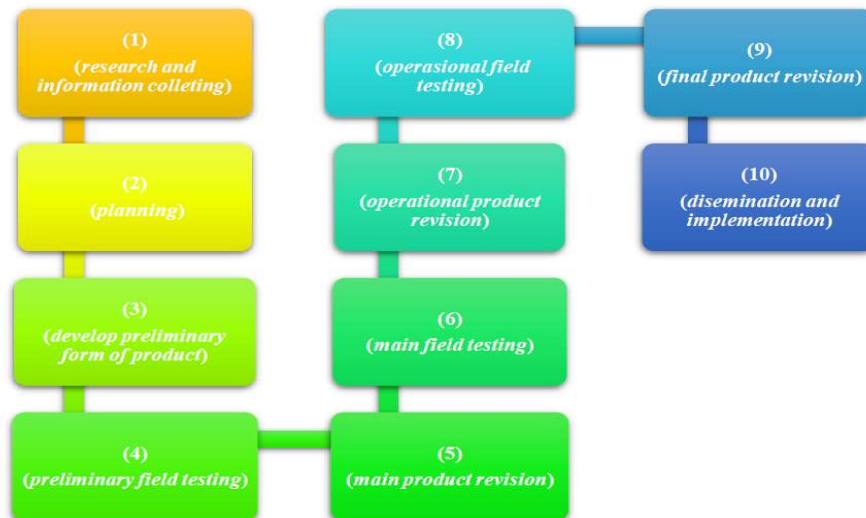 (1)
(research and
information colleting)
(2)
(planning)
(3)
(develop preliminary
form of product)
(4)
(preliminary field testing)
(5)
(main product revision)
(6)
(main field testing)
(7)
(operational product
revision)
(8)
(operasional field
testing)
(9)
(final product revision)
(10)
(disemination and
implementation)